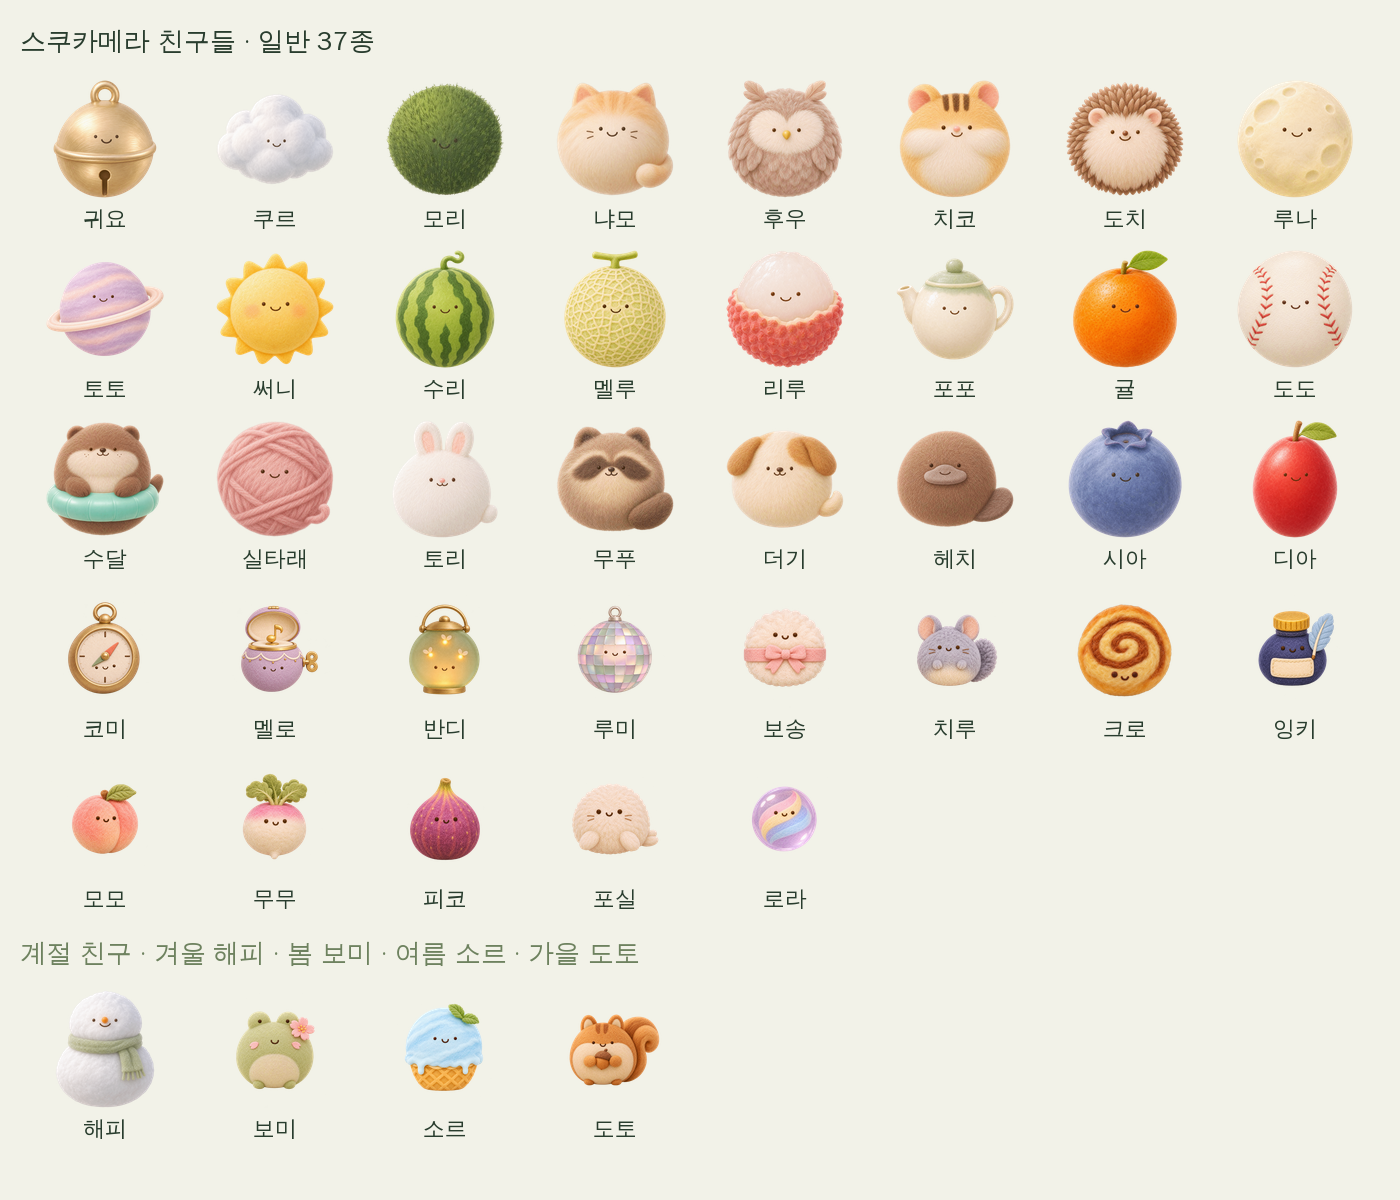 스쿠카메라 친구들 · 일반 37종
귀요 쿠르 모리 냐모 후우 치코 도치 루나
토토 써니 수리 멜루 리루 포포 귤 도도
수달 실타래 토리 무푸 더기 헤치 시아 디아
코미 멜로 반디 루미 보송 치루 크로 잉키
모모 무무 피코 포실 로라
계절 친구 · 겨울 해피 · 봄 보미 · 여름 소르 · 가을 도토
해피 보미 소르 도토